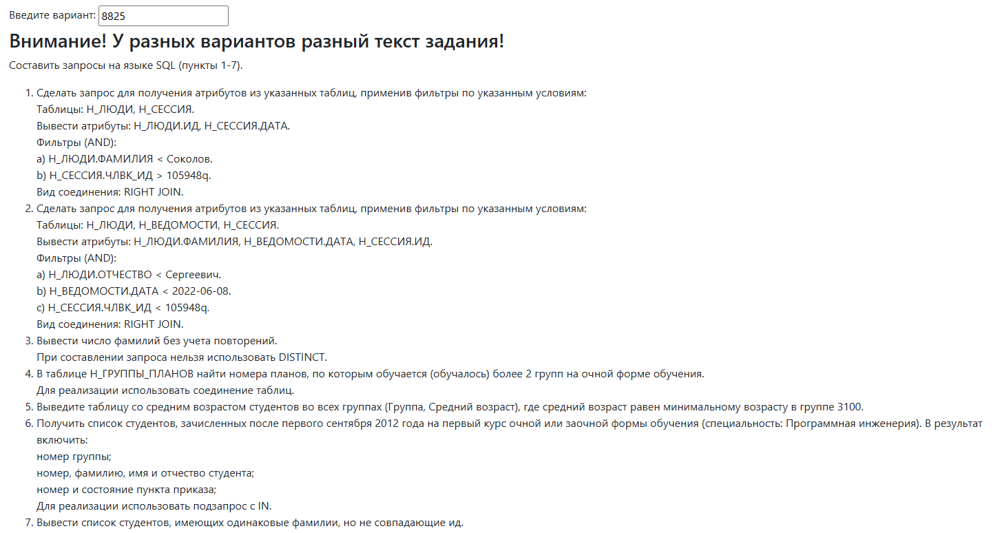 Введите вариант: 8825
Внимание! У разных вариантов разный текст задания!
Составить запросы на языке SQL (пункты 1-7).
1. Сделать запрос для получения атрибутов из указанных таблиц, применив фильтры по указанным условиям:
Таблицы: Н_ЛЮДИ, Н_СЕССИЯ.
Вывести атрибуты: Н_ЛЮДИ.ИД, Н_СЕССИЯ.ДАТА.
Фильтры (AND):
a) Н_ЛЮДИ.ФАМИЛИЯ < Соколов.
b) Н_СЕССИЯ.ЧЛВК_ИД > 105948q.
Вид соединения: RIGHT JOIN.
2. Сделать запрос для получения атрибутов из указанных таблиц, применив фильтры по указанным условиям:
Таблицы: Н_ЛЮДИ, Н_ВЕДОМОСТИ, Н_СЕССИЯ.
Вывести атрибуты: Н_ЛЮДИ.ФАМИЛИЯ, Н_ВЕДОМОСТИ.ДАТА, Н_СЕССИЯ.ИД.
Фильтры (AND):
a) Н_ЛЮДИ.ОТЧЕСТВО < Сергеевич.
b) Н_ВЕДОМОСТИ.ДАТА < 2022-06-08.
c) Н_СЕССИЯ.ЧЛВК_ИД < 105948q.
Вид соединения: RIGHT JOIN.
3. Вывести число фамилий без учета повторений.
При составлении запроса нельзя использовать DISTINCT.
4. В таблице Н_ГРУППЫ_ПЛАНОВ найти номера планов, по которым обучается (обучалось) более 2 групп на очной форме обучения.
Для реализации использовать соединение таблиц.
5. Выведите таблицу со средним возрастом студентов во всех группах (Группа, Средний возраст), где средний возраст равен минимальному возрасту в группе 3100.
6. Получить список студентов, зачисленных после первого сентября 2012 года на первый курс очной или заочной формы обучения (специальность: Программная инженерия). В результат
включить:
номер группы;
номер, фамилию, имя и отчество студента;
номер и состояние пункта приказа;
Для реализации использовать подзапрос с IN.
7. Вывести список студентов, имеющих одинаковые фамилии, но не совпадающие ид.